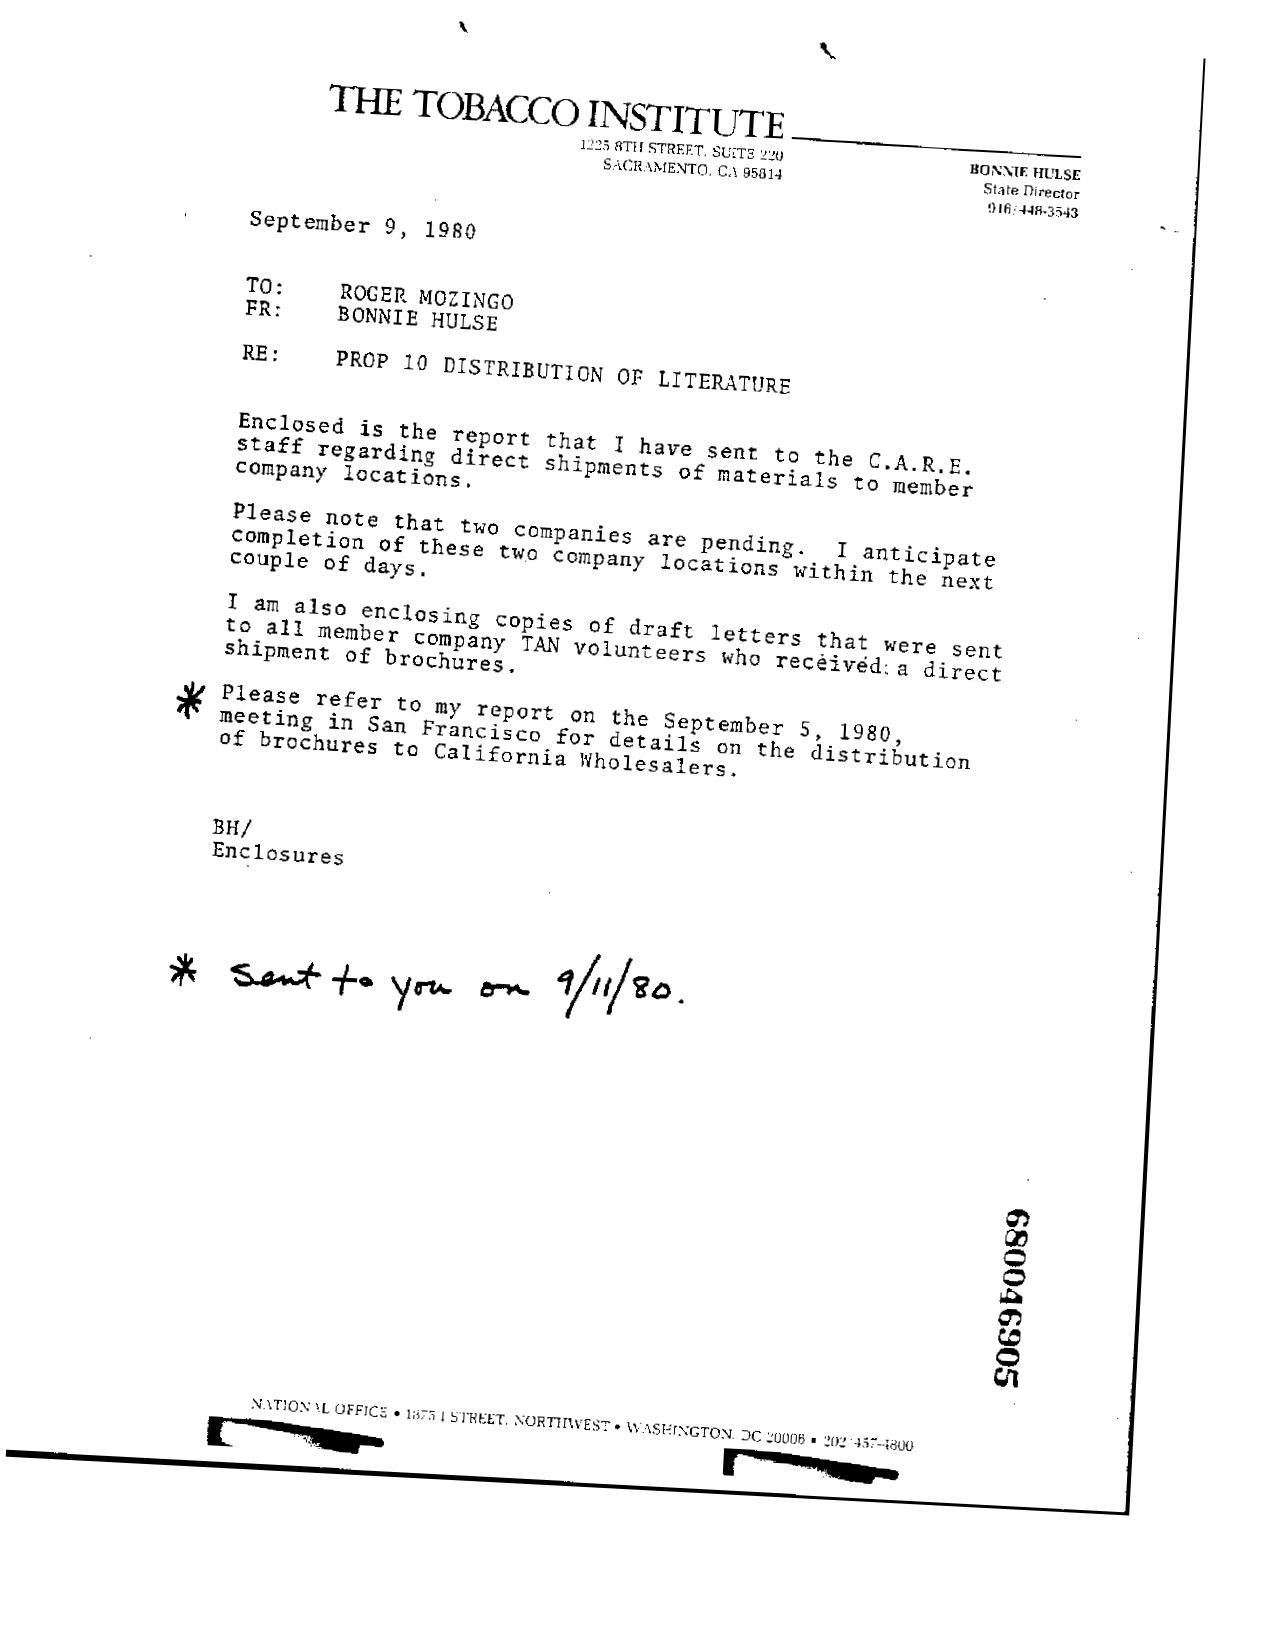 THE TOBACCO INSTITUTE
1225 8TH STREET, SUITE 220
SACRAMENTO, CA 95814
BONNIE HULSE
State Director
916/448-3543
September 9, 1980
TO: ROGER MOZINGO
FR: BONNIE HULSE
RE: PROP 10 DISTRIBUTION OF LITERATURE
Enclosed is the report that I have sent to the C.A.R.E.
staff regarding direct shipments of materials to member
company locations.
Please note that two companies are pending. I anticipate
completion of these two company locations within the next
couple of days.
I am also enclosing copies of draft letters that were sent
to all member company TAN volunteers who received a direct
shipment of brochures.
* Please refer to my report on the September 5, 1980,
meeting in San Francisco for details on the distribution
of brochures to California Wholesalers.
BH/
Enclosures
* Sent to you on 9/11/80.
680046905
NATIONAL OFFICE • 1875 I STREET, NORTHWEST • WASHINGTON, DC 20006 • 202/457-4800